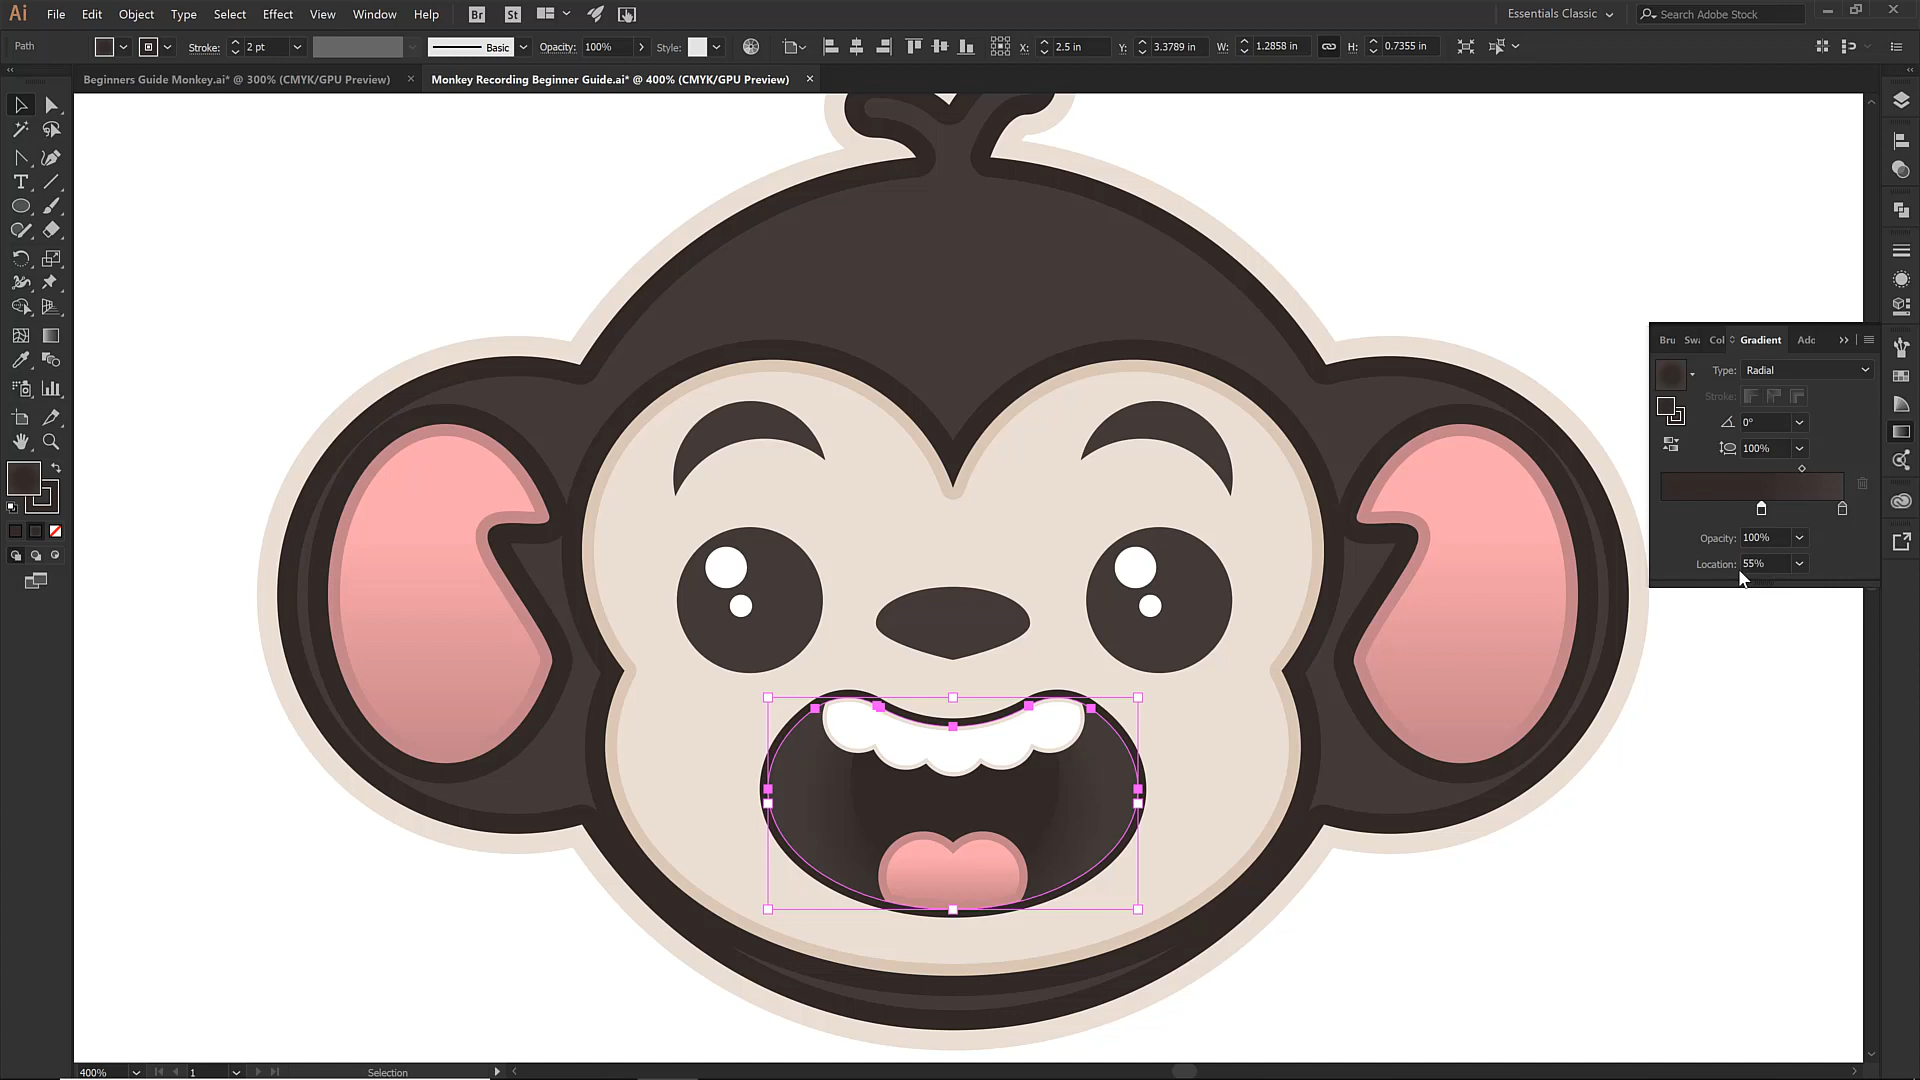 Ai File Edit Object Type Select Effect View Window Help Br St Essentials Classic Search Adobe Stock
Path Stroke: 2 pt Basic Opacity: 100% Style: X: 2.5 in Y: 3.3789 in W: 1.2858 in H: 0.7355 in
Beginners Guide Monkey.ai* @ 300% (CMYK/GPU Preview) Monkey Recording Beginner Guide.ai* @ 400% (CMYK/GPU Preview)
Bru Swa Col Gradient Ado
Type: Radial
Stroke:
0°
100%
Opacity: 100%
Location: 55%
400% 1 Selection